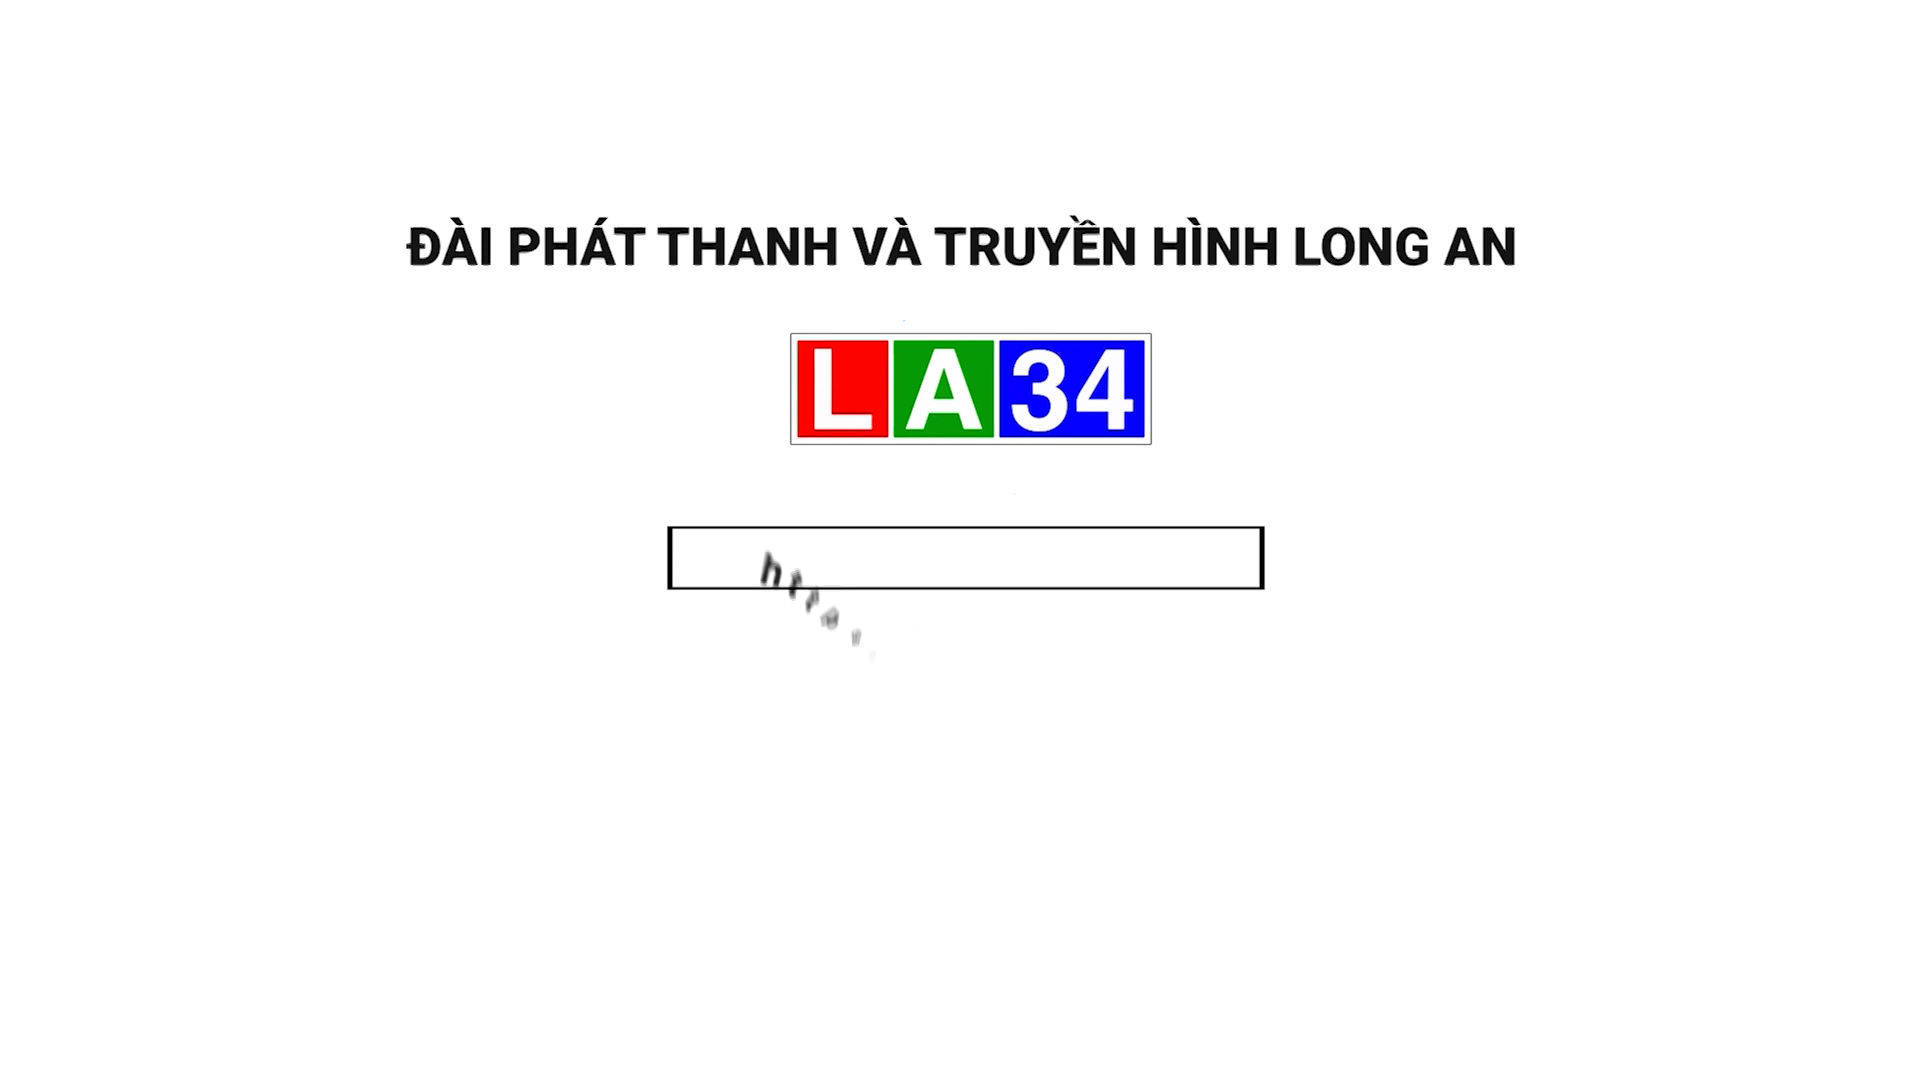 ĐÀI PHÁT THANH VÀ TRUYỀN HÌNH LONG AN
LA34